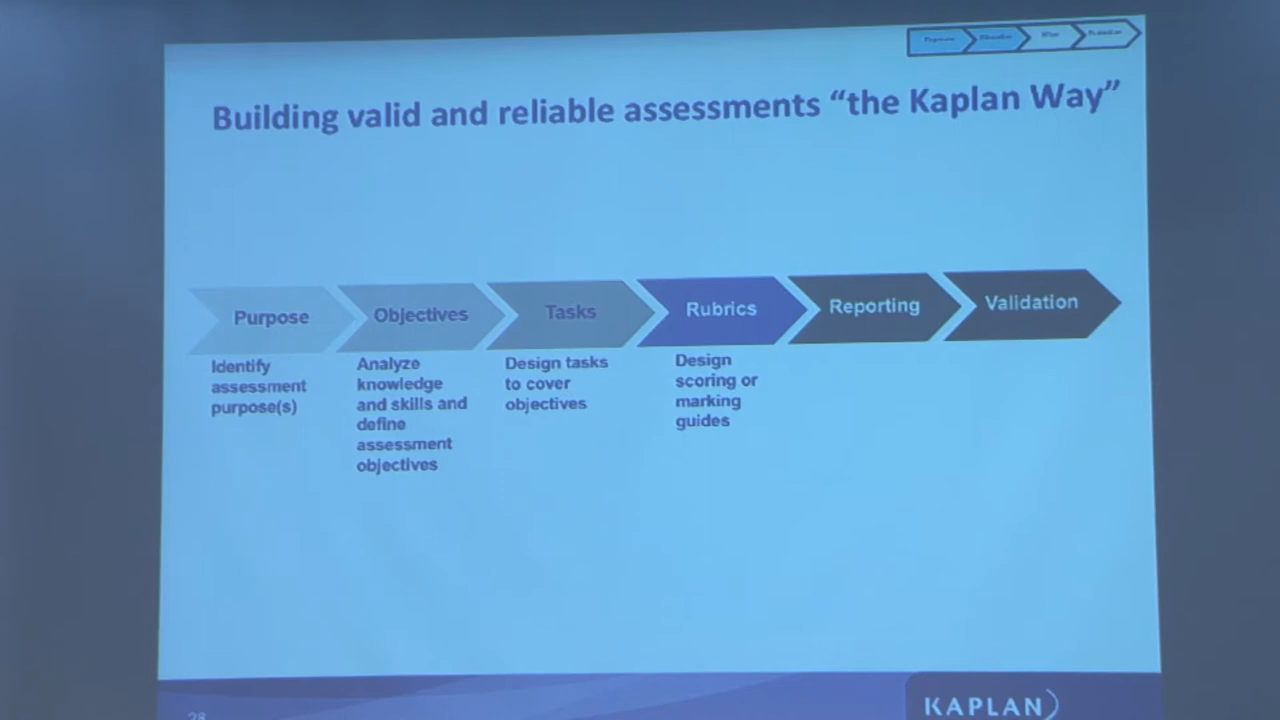 Building valid and reliable assessments “the Kaplan Way”
Purpose
Objectives
Tasks
Rubrics
Reporting
Validation
Identify
assessment
purpose(s)
Analyze
knowledge
and skills and
define
assessment
objectives
Design tasks
to cover
objectives
Design
scoring or
marking
guides
KAPLAN